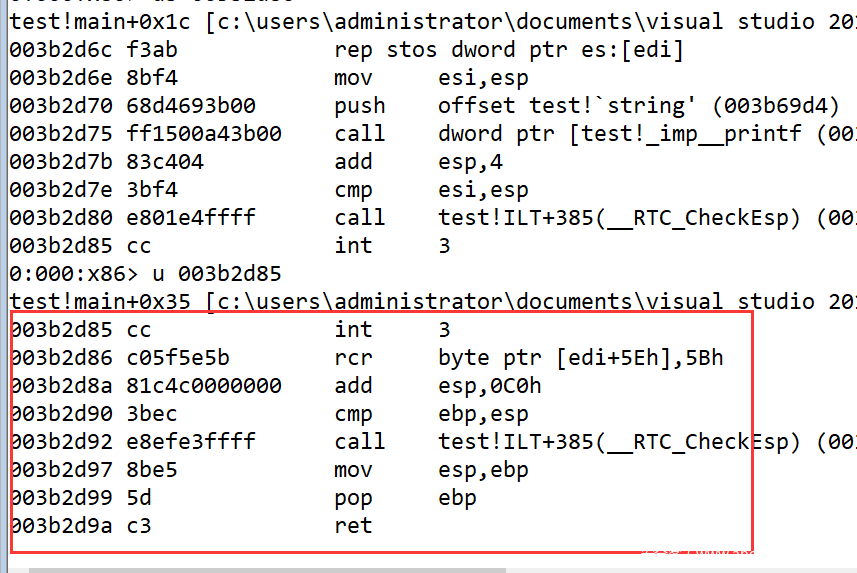 test!main+0x1c [c:\users\administrator\documents\visual studio 201
003b2d6c f3ab rep stos dword ptr es:[edi]
003b2d6e 8bf4 mov esi,esp
003b2d70 68d4693b00 push offset test!`string' (003b69d4)
003b2d75 ff1500a43b00 call dword ptr [test!_imp__printf (003
003b2d7b 83c404 add esp,4
003b2d7e 3bf4 cmp esi,esp
003b2d80 e801e4ffff call test!ILT+385(__RTC_CheckEsp) (003
003b2d85 cc int 3
0:000:x86> u 003b2d85
test!main+0x35 [c:\users\administrator\documents\visual studio 201
003b2d85 cc int 3
003b2d86 c05f5e5b rcr byte ptr [edi+5Eh],5Bh
003b2d8a 81c4c0000000 add esp,0C0h
003b2d90 3bec cmp ebp,esp
003b2d92 e8efe3ffff call test!ILT+385(__RTC_CheckEsp) (003
003b2d97 8be5 mov esp,ebp
003b2d99 5d pop ebp
003b2d9a c3 ret